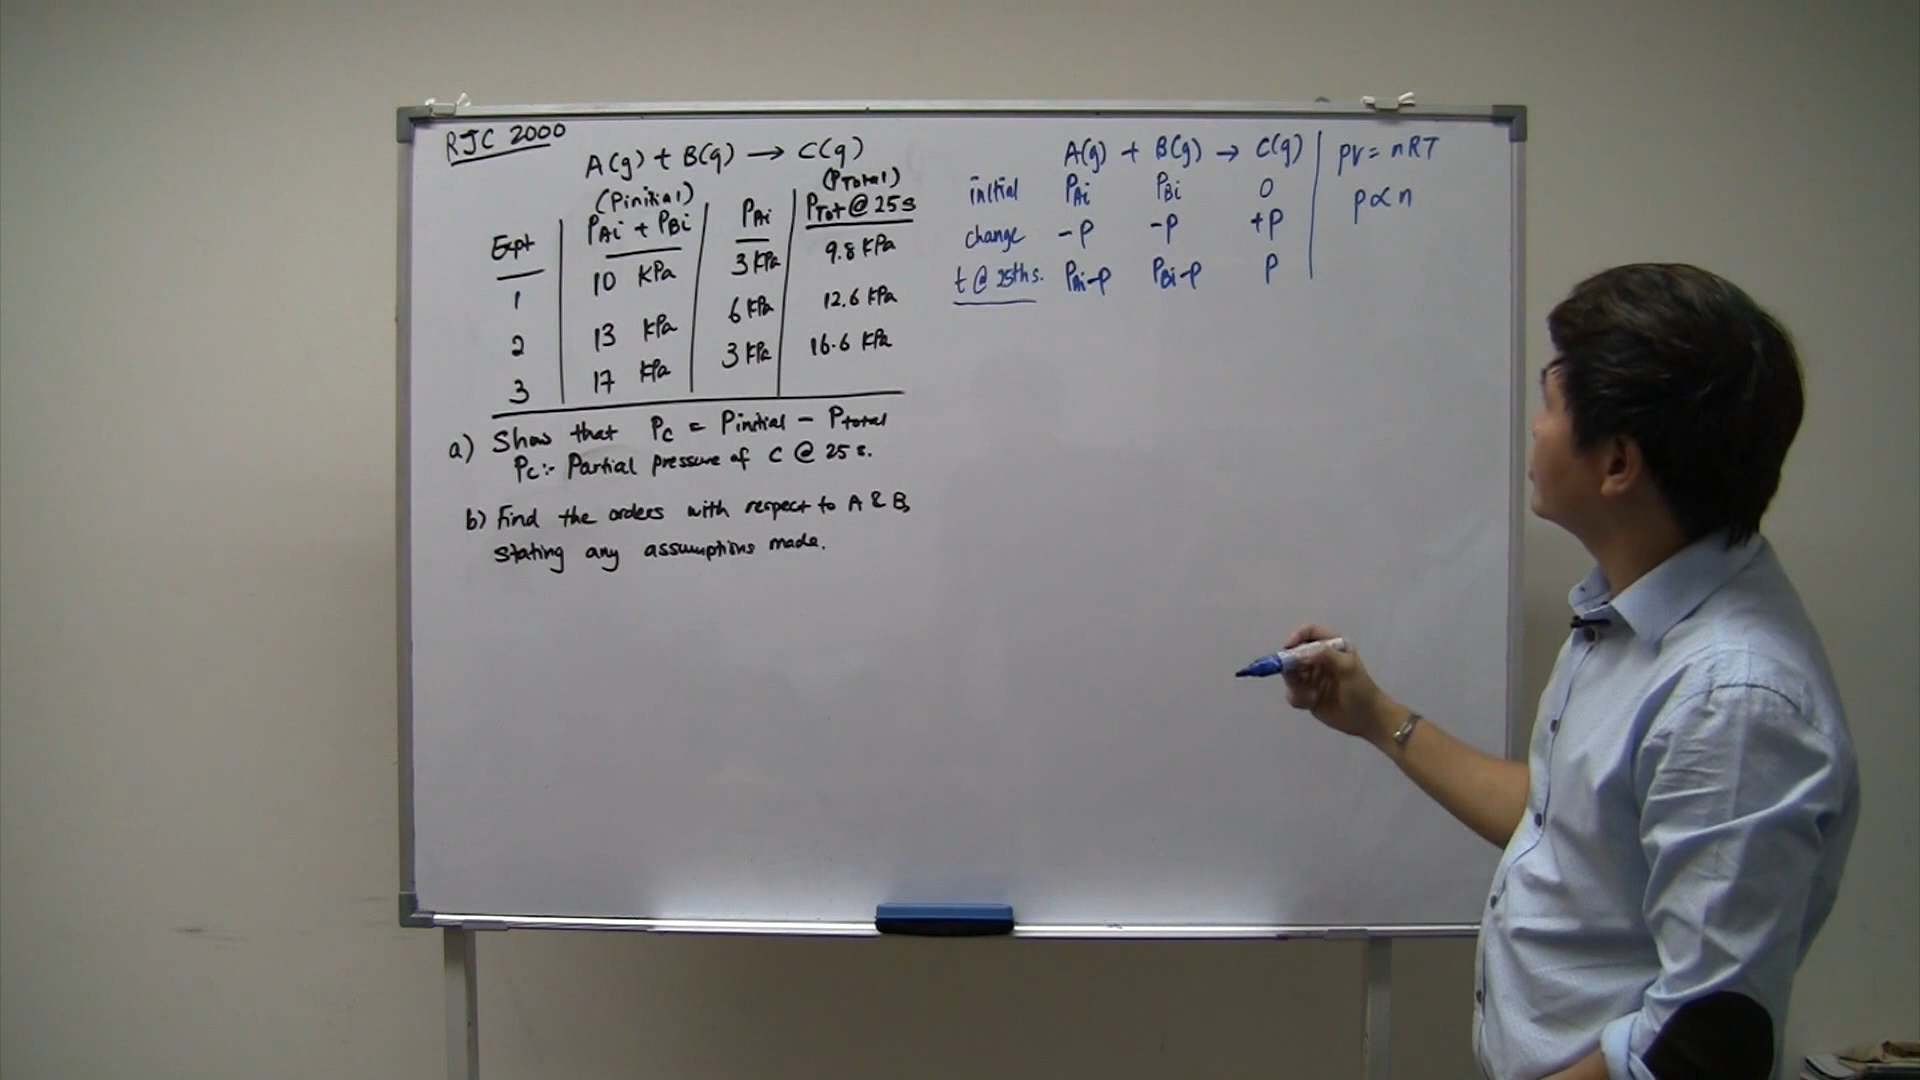 RJC 2000
A(g) + B(g) → C(g)
(Pinitial) (PTotal)
Expt PAi + PBi PAi PTot @ 25s
1 10 kPa 3 kPa 9.8 kPa
2 13 kPa 6 kPa 12.6 kPa
3 17 kPa 3 kPa 16.6 kPa
a) Show that Pc = Pinitial - Ptotal
Pc:- Partial pressure of C @ 25 s.
b) Find the orders with respect to A & B,
stating any assumptions made.
A(g) + B(g) → C(g)
initial PAi PBi 0
change -P -P +P
t @ 25th s. PAi-P PBi-P P
PV = nRT
P ∝ n